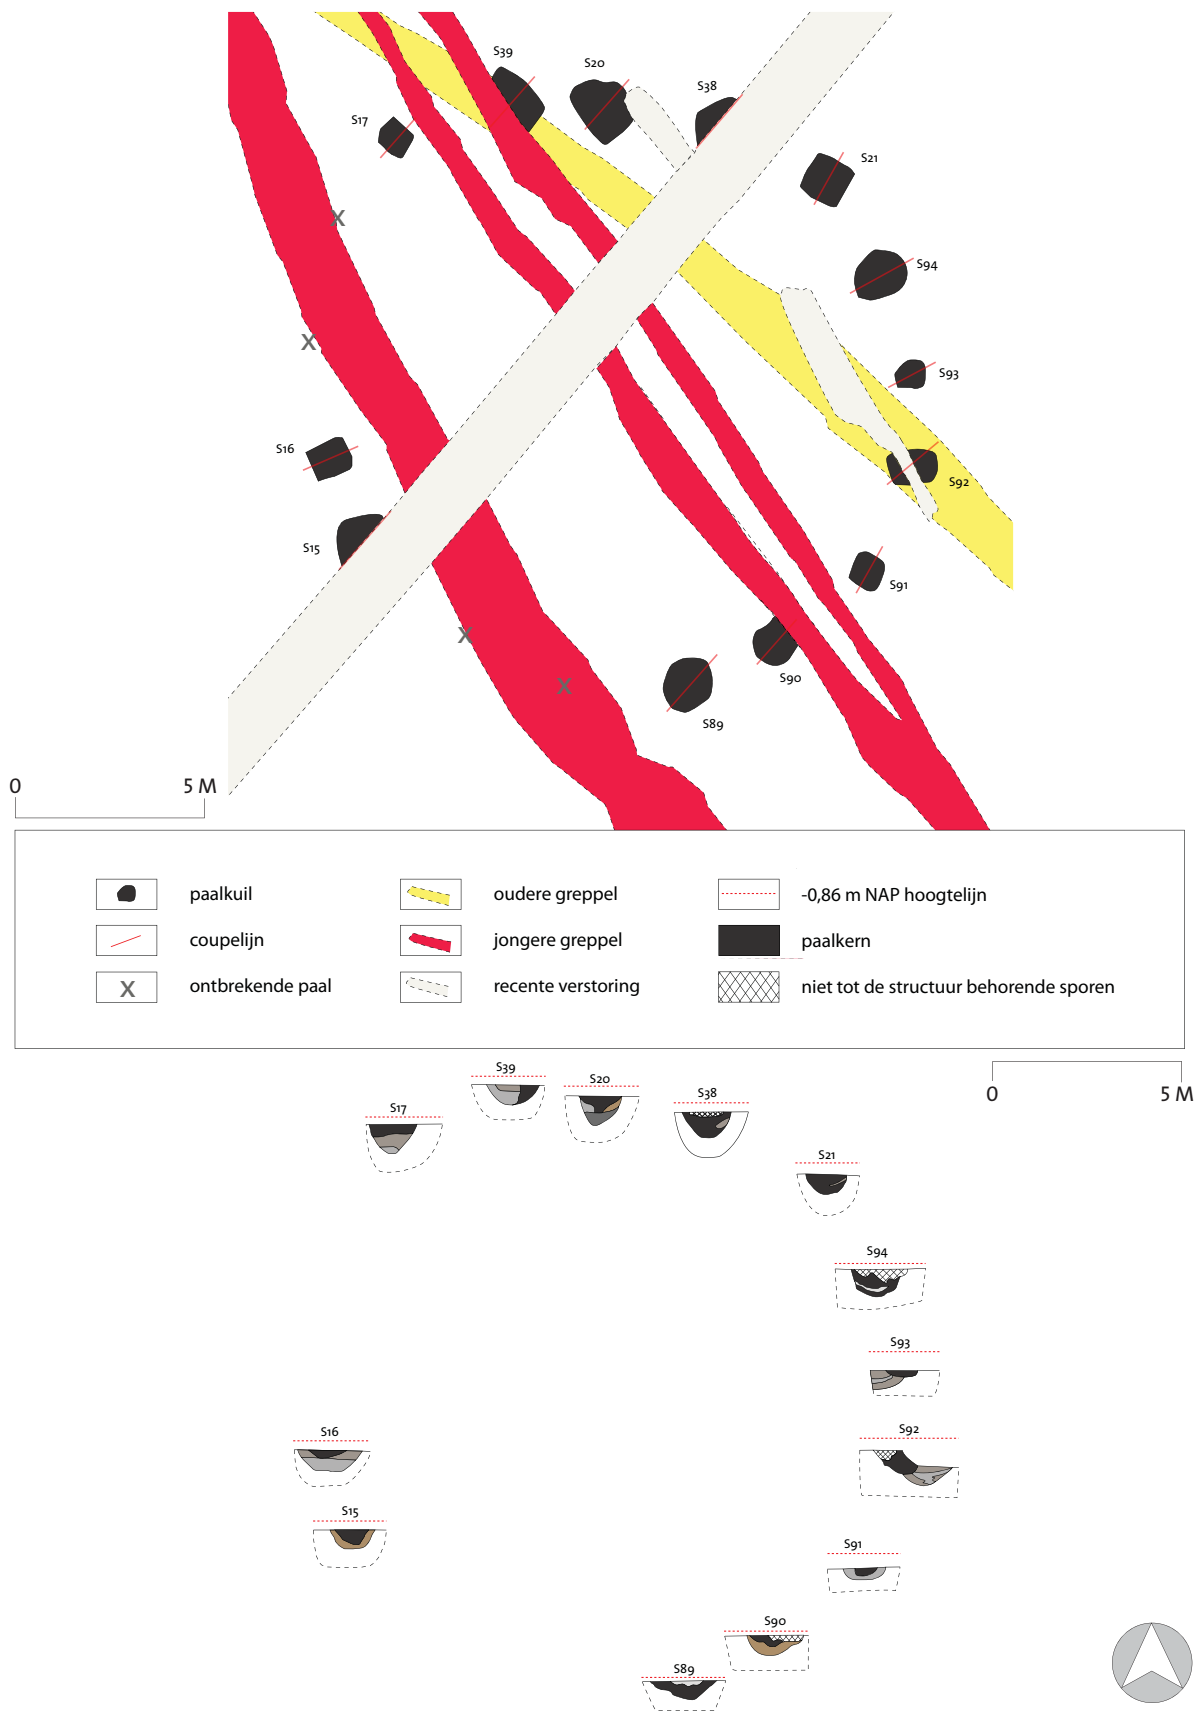 S39
S20
S38
S17
S21
X
S94
X
S93
S16
S92
S15
S91
X
S90
X
S89
0 5 M
paalkuil oudere greppel -0,86 m NAP hoogtelijn
coupelijn jongere greppel paalkern
X ontbrekende paal recente verstoring niet tot de structuur behorende sporen
S39
S20
S38
0 5 M
S17
S21
S94
S93
S16
S92
S15
S91
S90
S89